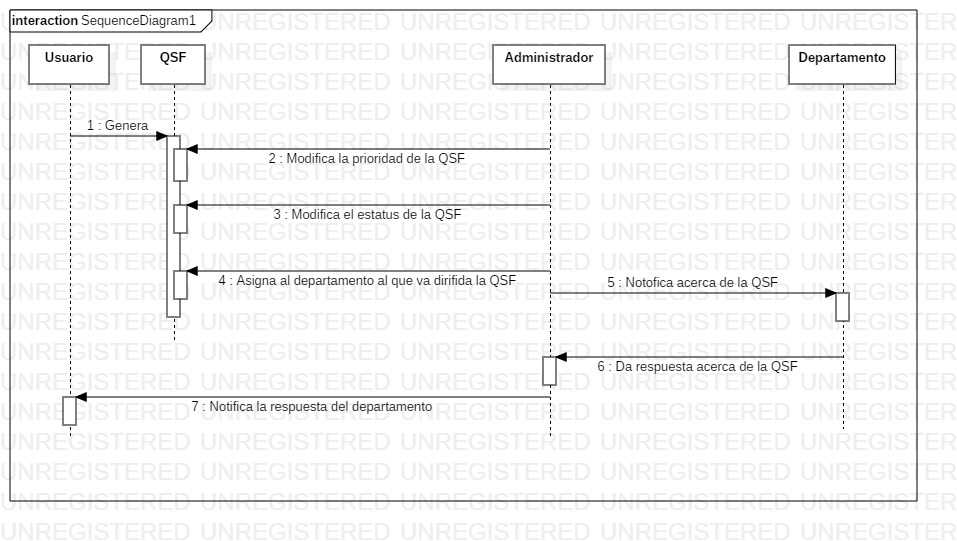 interaction SequenceDiagram1
Usuario
QSF
Administrador
Departamento
1 : Genera
2 : Modifica la prioridad de la QSF
3 : Modifica el estatus de la QSF
4 : Asigna al departamento al que va dirifida la QSF
5 : Notofica acerca de la QSF
6 : Da respuesta acerca de la QSF
7 : Notifica la respuesta del departamento
UNREGISTERED UNREGISTERED UNREGISTERED UNREGISTERED UNREGISTERED